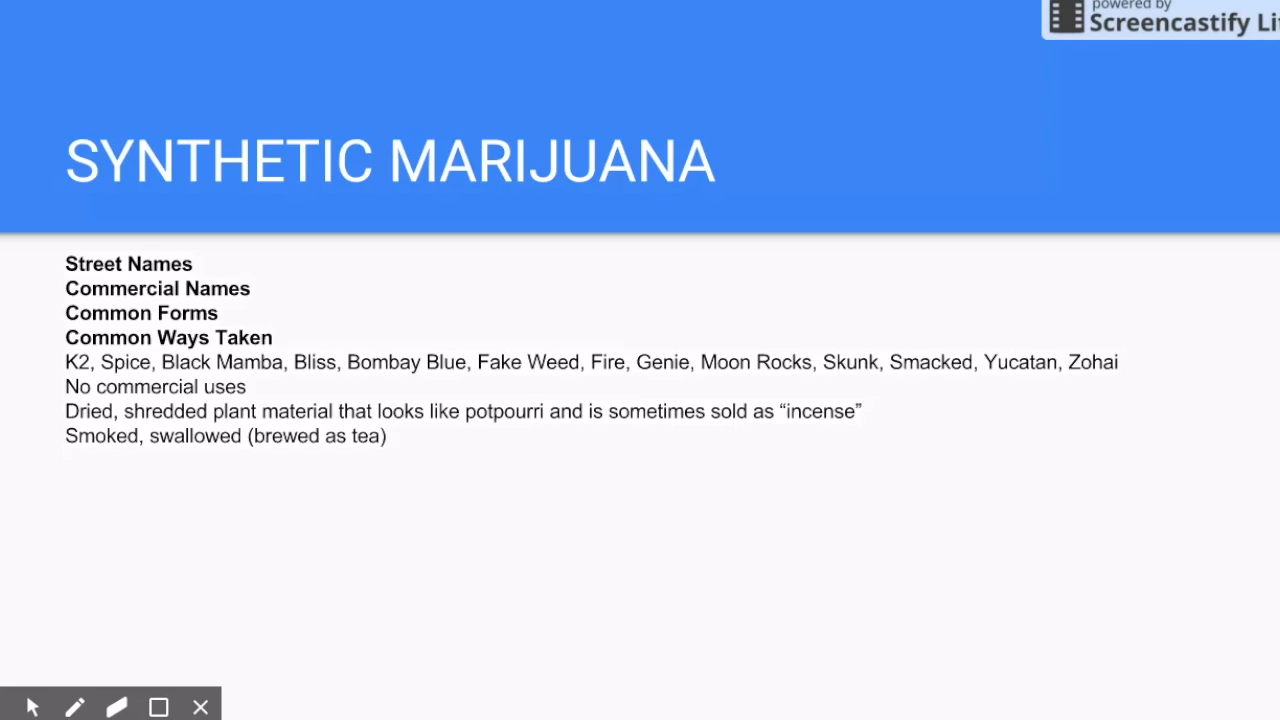 powered by
Screencastify Li
SYNTHETIC MARIJUANA
Street Names
Commercial Names
Common Forms
Common Ways Taken
K2, Spice, Black Mamba, Bliss, Bombay Blue, Fake Weed, Fire, Genie, Moon Rocks, Skunk, Smacked, Yucatan, Zohai
No commercial uses
Dried, shredded plant material that looks like potpourri and is sometimes sold as “incense”
Smoked, swallowed (brewed as tea)